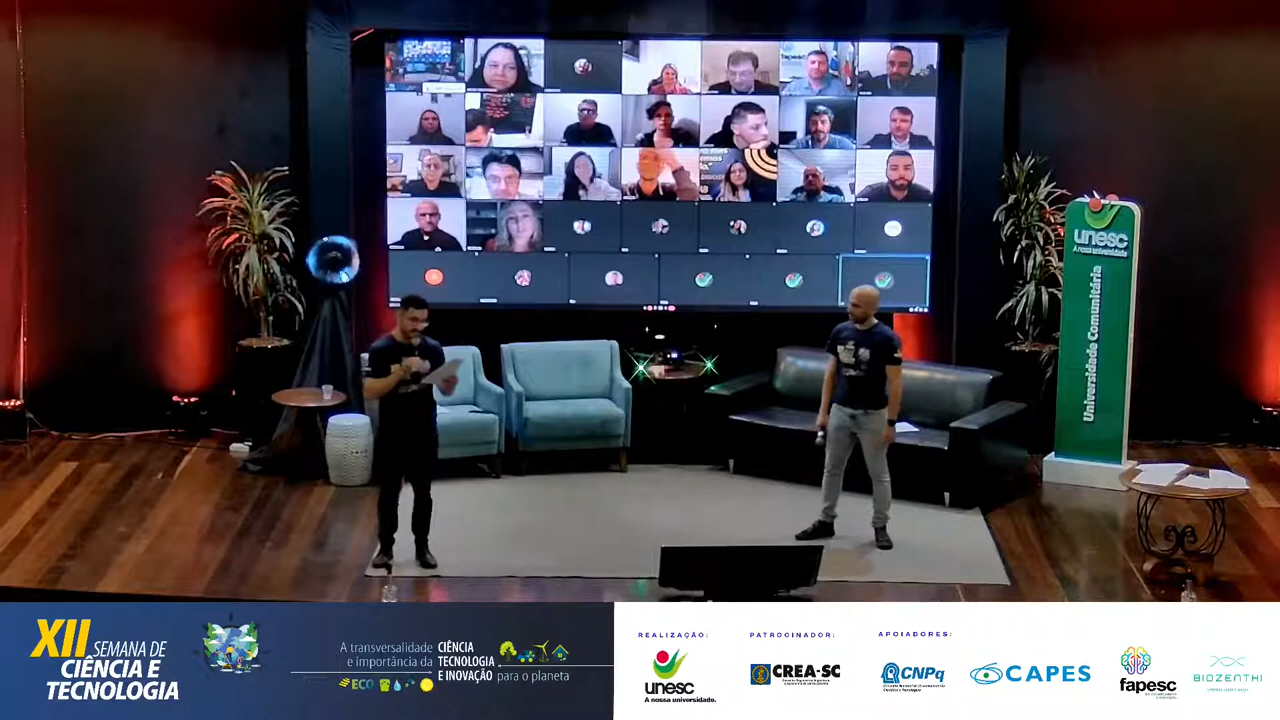 fapesc
unesc
A nossa universidade
Universidade Comunitária
XII SEMANA DE
CIÊNCIA E
TECNOLOGIA
A transversalidade
e importância da
CIÊNCIA
TECNOLOGIA
E INOVAÇÃO
para o planeta
ECO
REALIZAÇÃO:
unesc
A nossa universidade.
PATROCINADOR:
CREA-SC
APOIADORES:
CNPq
CAPES
fapesc
BIOZENTHI